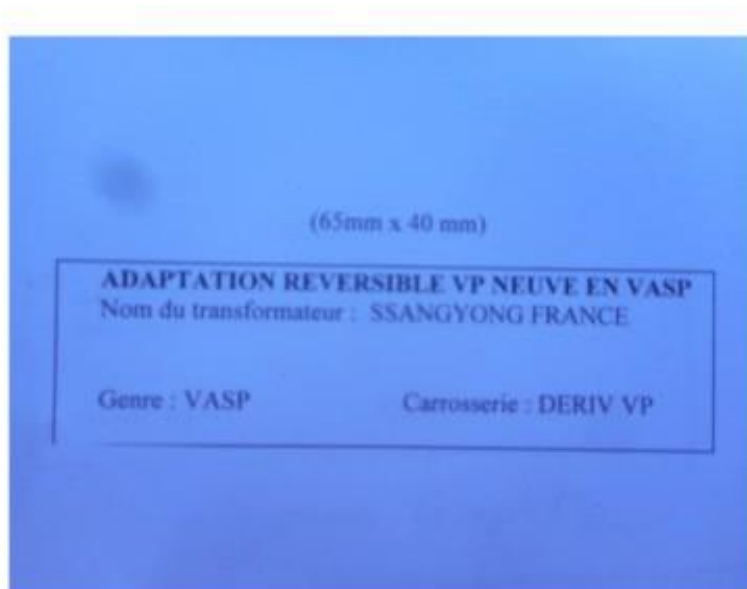 (65mm x 40 mm)
ADAPTATION REVERSIBLE VP NEUVE EN VASP
Nom du transformateur : SSANGYONG FRANCE
Genre : VASP Carrosserie : DERIV VP